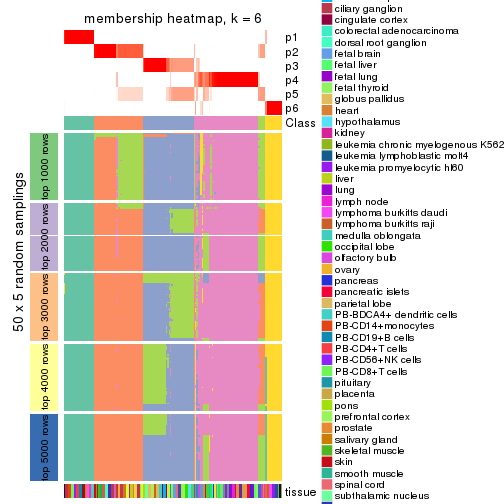 membership heatmap, k = 6
p1
p2
p3
p4
p5
p6
Class
50 x 5 random samplings
top 1000 rows
top 2000 rows
top 3000 rows
top 4000 rows
top 5000 rows
tissue
ciliary ganglion
cingulate cortex
colorectal adenocarcinoma
dorsal root ganglion
fetal brain
fetal liver
fetal lung
fetal thyroid
globus pallidus
heart
hypothalamus
kidney
leukemia chronic myelogenous K562
leukemia lymphoblastic molt4
leukemia promyelocytic hl60
liver
lung
lymph node
lymphoma burkitts daudi
lymphoma burkitts raji
medulla oblongata
occipital lobe
olfactory bulb
ovary
pancreas
pancreatic islets
parietal lobe
PB-BDCA4+ dendritic cells
PB-CD14+monocytes
PB-CD19+B cells
PB-CD4+T cells
PB-CD56+NK cells
PB-CD8+T cells
pituitary
placenta
pons
prefrontal cortex
prostate
salivary gland
skeletal muscle
skin
smooth muscle
spinal cord
subthalamic nucleus